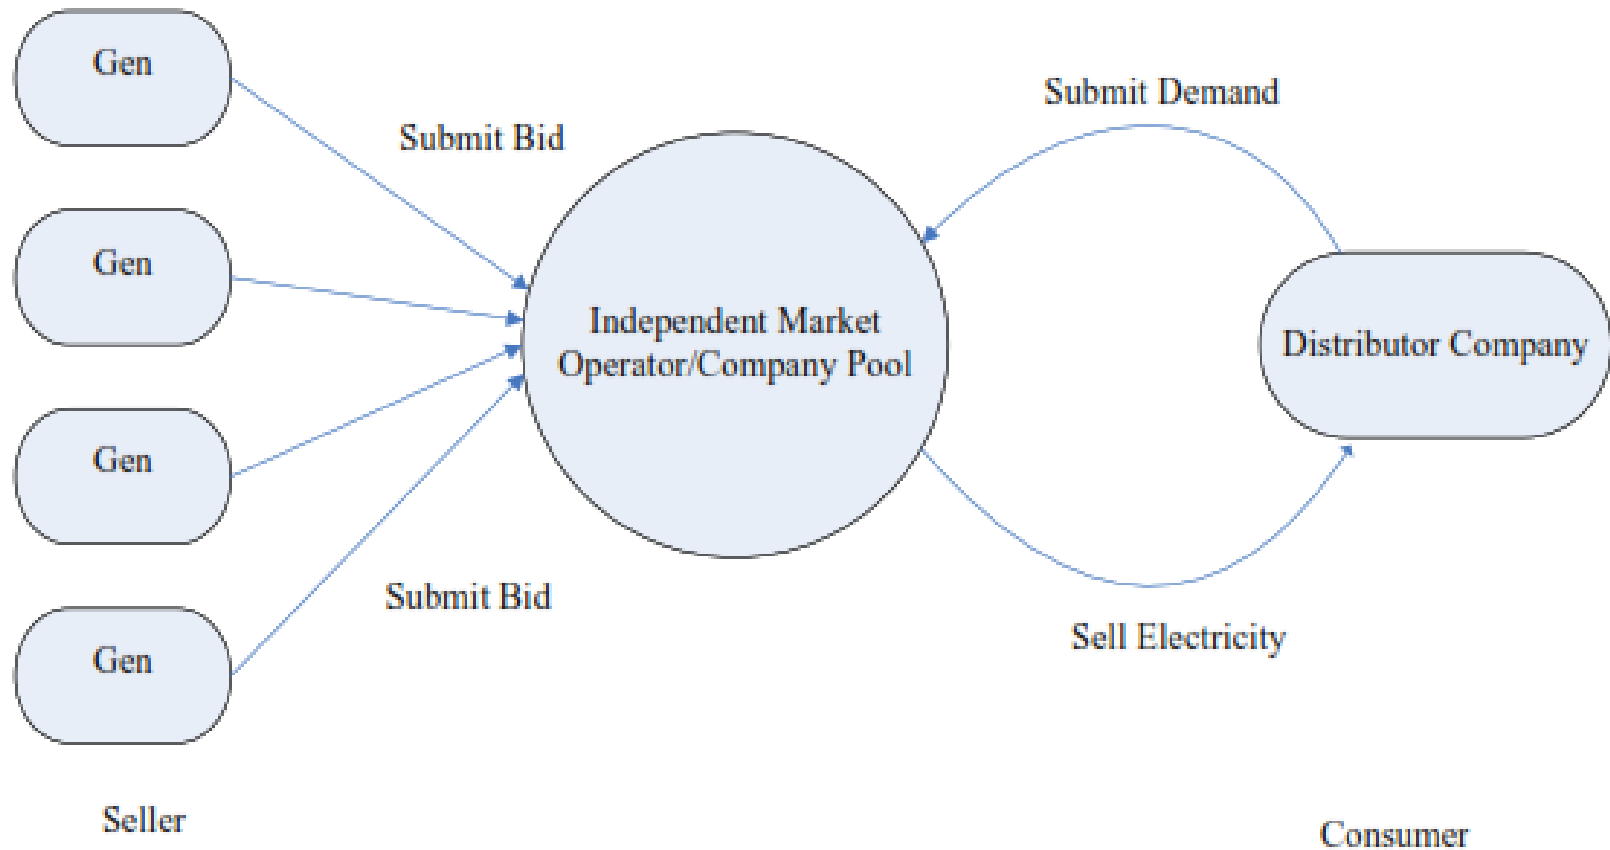 Gen
Submit Demand
Submit Bid
Gen
Independent Market
Operator/Company Pool
Distributor Company
Gen
Submit Bid
Sell Electricity
Gen
Seller
Consumer